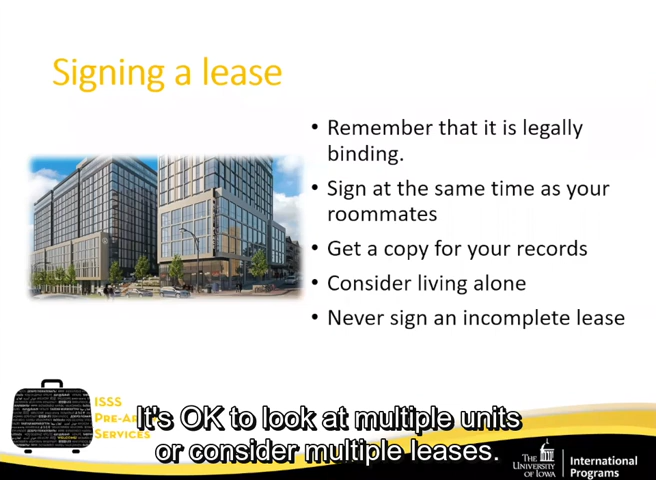 Signing a lease
• Remember that it is legally
binding.
• Sign at the same time as your
roommates
• Get a copy for your records
• Consider living alone
• Never sign an incomplete lease
ISSS
SERVICES
It's OK to look at multiple units
or consider multiple leases.
THE
UNIVERSITY
OF IOWA
International
Programs